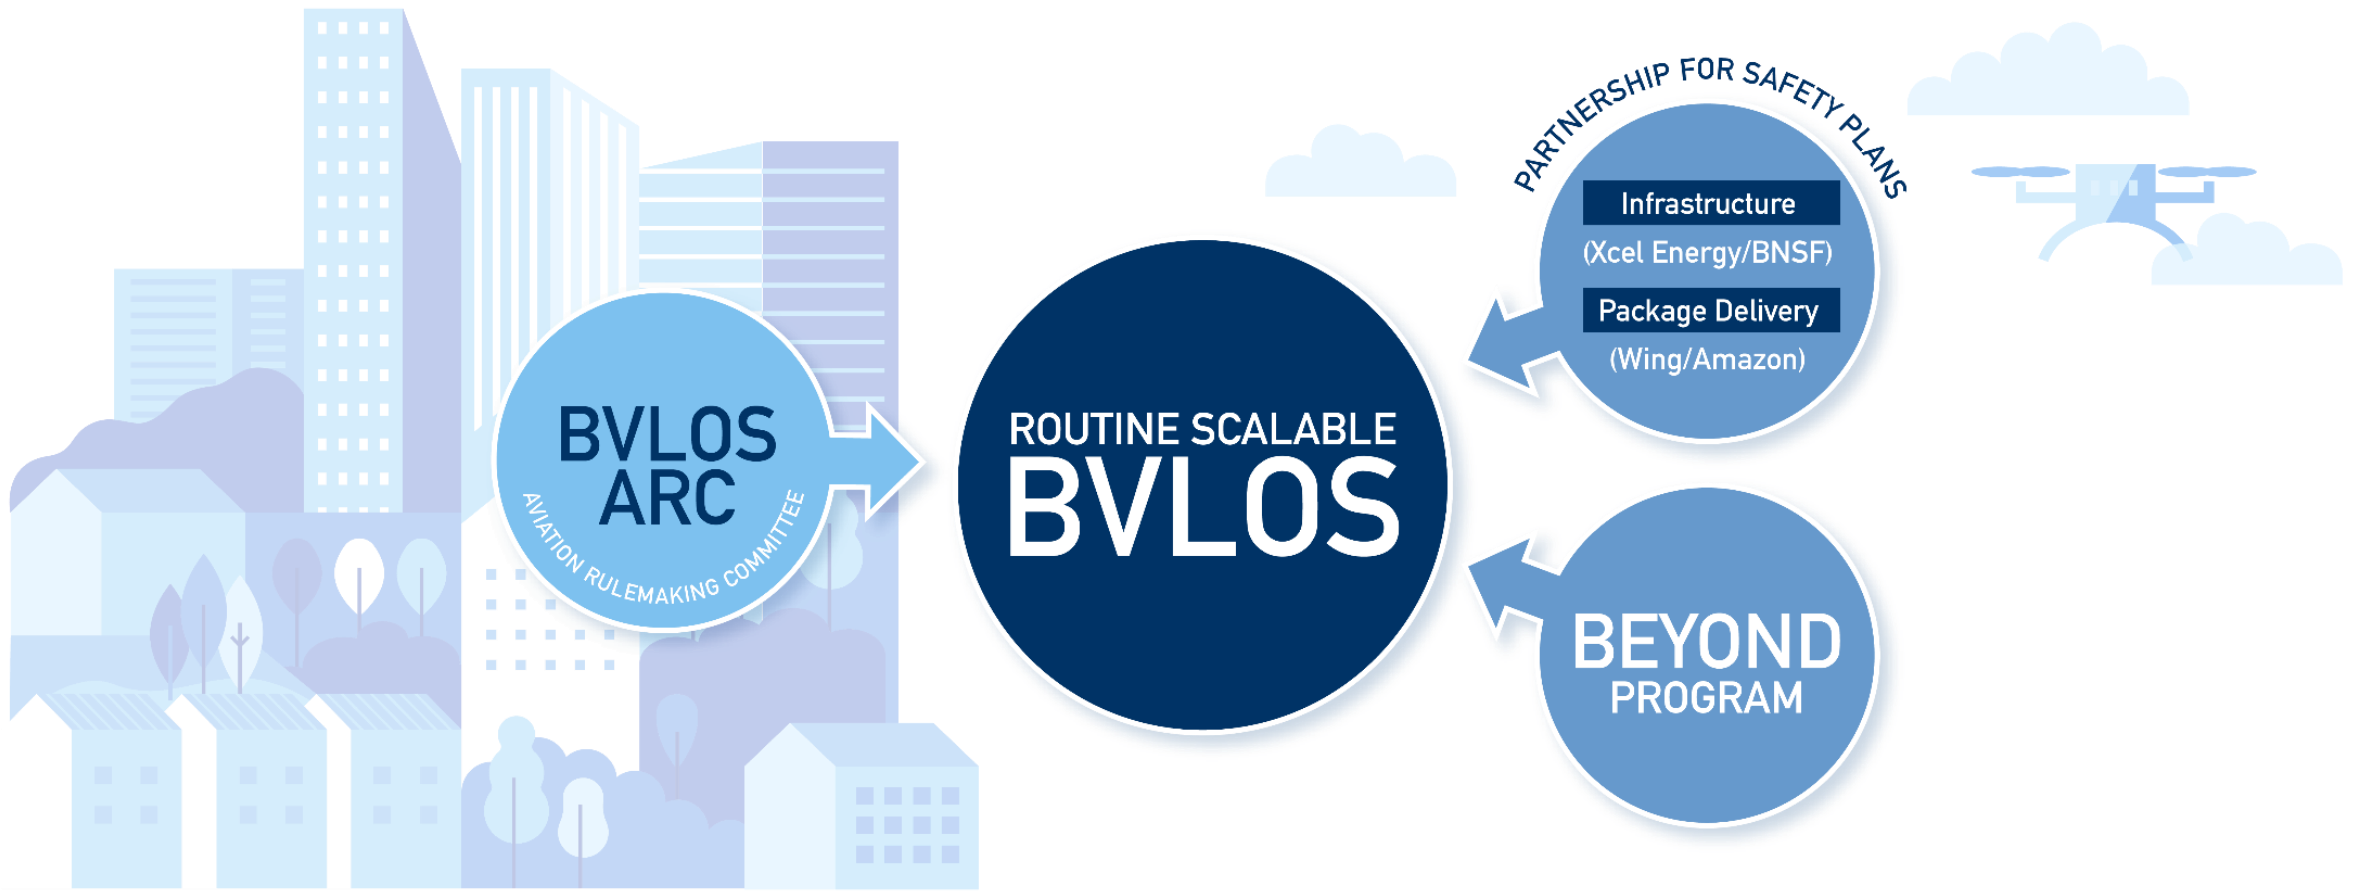 BVLOS
ARC
AVIATION RULEMAKING COMMITTEE
ROUTINE SCALABLE
BVLOS
PARTNERSHIP FOR SAFETY PLANS
Infrastructure
(Xcel Energy/BNSF)
Package Delivery
(Wing/Amazon)
BEYOND
PROGRAM